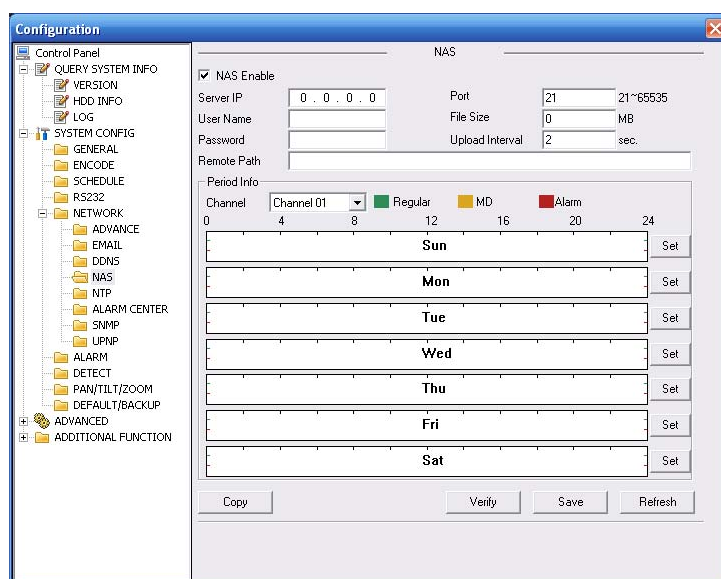 Configuration
Control Panel
QUERY SYSTEM INFO
VERSION
HDD INFO
LOG
SYSTEM CONFIG
GENERAL
ENCODE
SCHEDULE
RS232
NETWORK
ADVANCE
EMAIL
DDNS
NAS
NTP
ALARM CENTER
SNMP
UPNP
ALARM
DETECT
PAN/TILT/ZOOM
DEFAULT/BACKUP
ADVANCED
ADDITIONAL FUNCTION
NAS
NAS Enable
Server IP 0 . 0 . 0 . 0 Port 21 21~65535
User Name File Size 0 MB
Password Upload Interval 2 sec.
Remote Path
Period Info
Channel Channel 01 Regular MD Alarm
0 4 8 12 16 20 24
Sun Set
Mon Set
Tue Set
Wed Set
Thu Set
Fri Set
Sat Set
Copy Verify Save Refresh